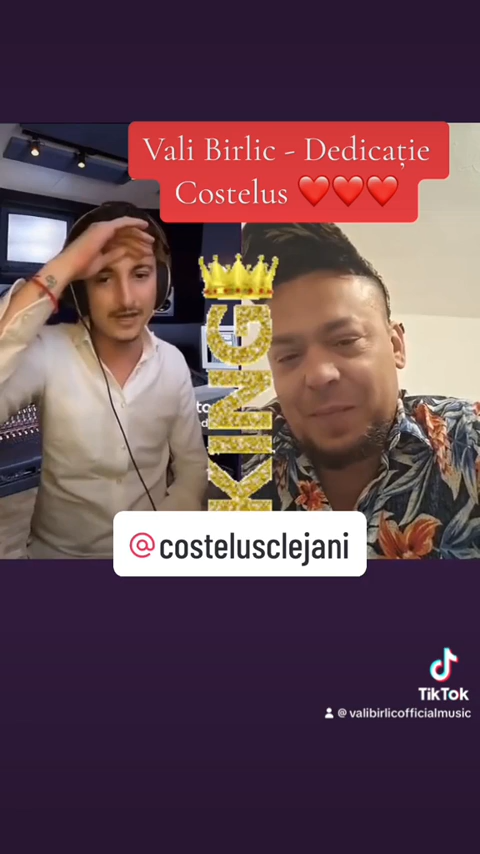 Vali Birlic - Dedicație
Costelus ❤️❤️❤️
KING
@costelusclejani
TikTok
@ valibirlicofficialmusic